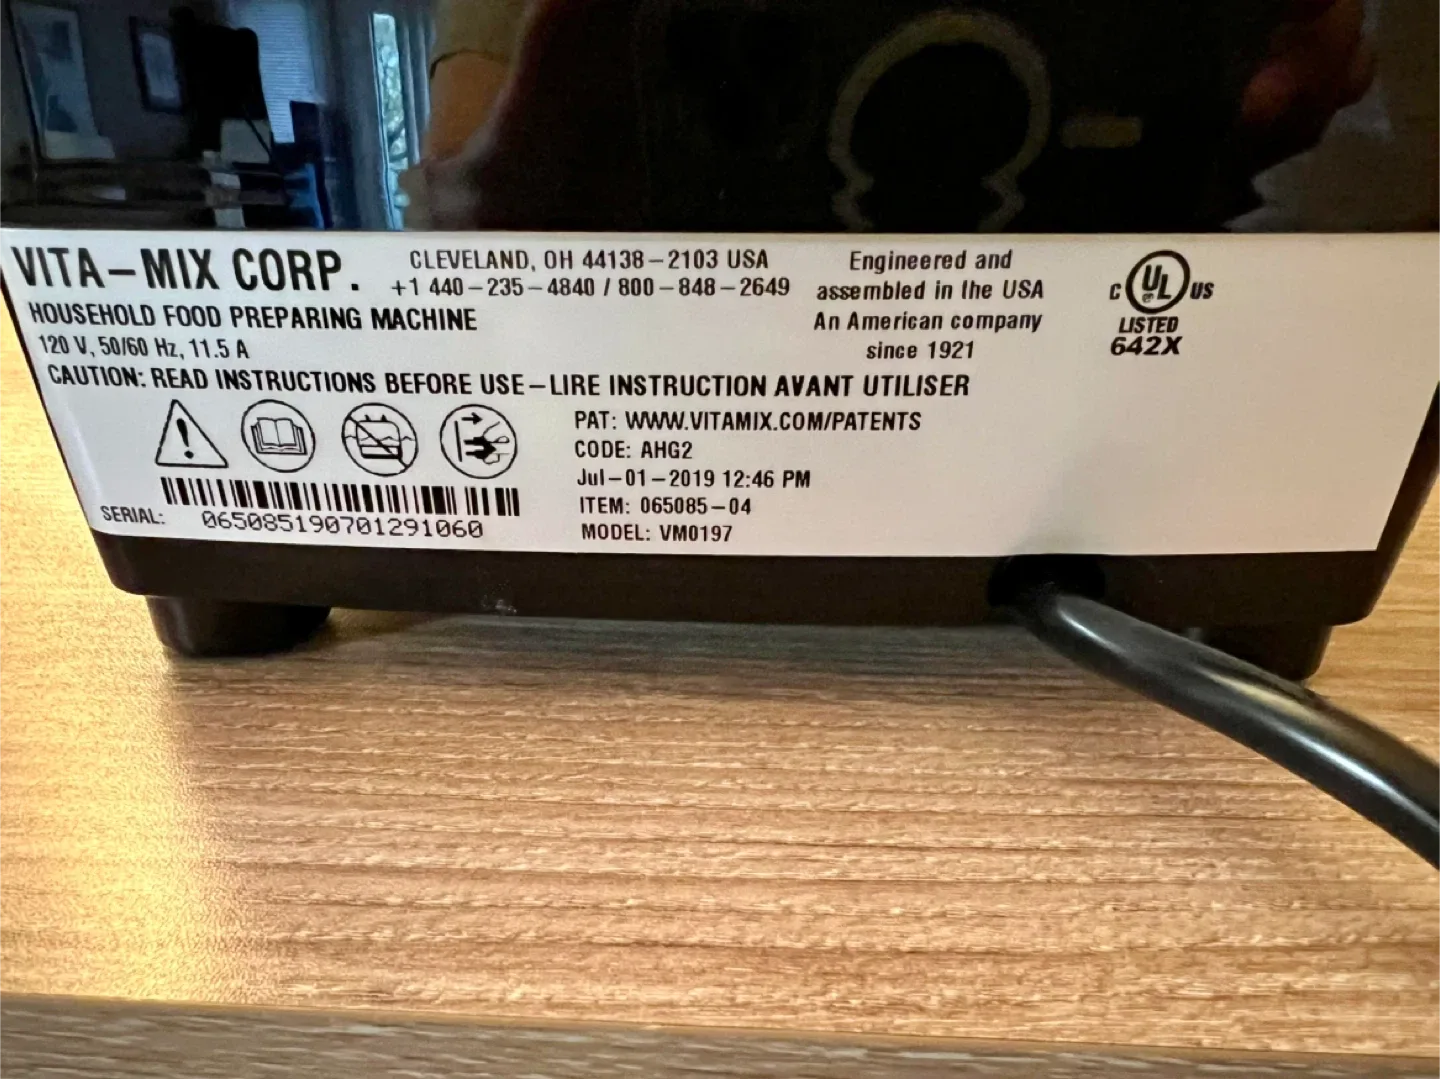 VITA-MIX CORP.
CLEVELAND, OH 44138-2103 USA
+1 440-235-4840 / 800-848-2649
HOUSEHOLD FOOD PREPARING MACHINE
120 V, 50/60 Hz, 11.5 A
Engineered and
assembled in the USA
An American company
since 1921
C UL US
LISTED
642X
CAUTION: READ INSTRUCTIONS BEFORE USE-LIRE INSTRUCTION AVANT UTILISER
PAT: WWW.VITAMIX.COM/PATENTS
CODE: AHG2
Jul-01-2019 12:46 PM
ITEM: 065085-04
MODEL: VM0197
SERIAL: 065085190701291060